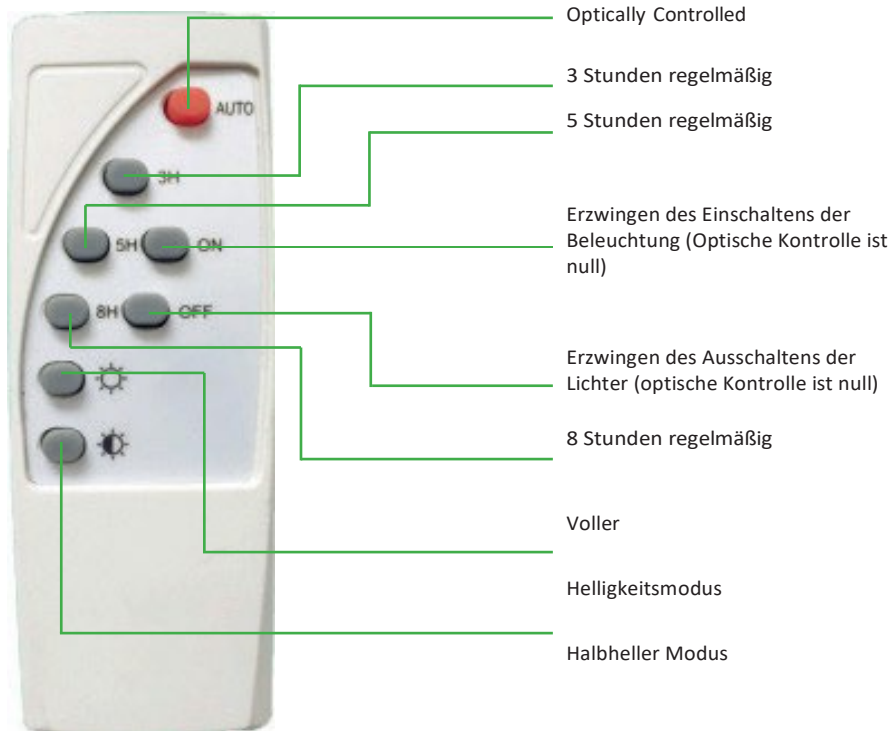 Optically Controlled
3 Stunden regelmäßig
5 Stunden regelmäßig
Erzwingen des Einschaltens der
Beleuchtung (Optische Kontrolle ist
null)
Erzwingen des Ausschaltens der
Lichter (optische Kontrolle ist null)
8 Stunden regelmäßig
Voller
Helligkeitsmodus
Halbheller Modus
AUTO
3H
5H ON
8H OFF